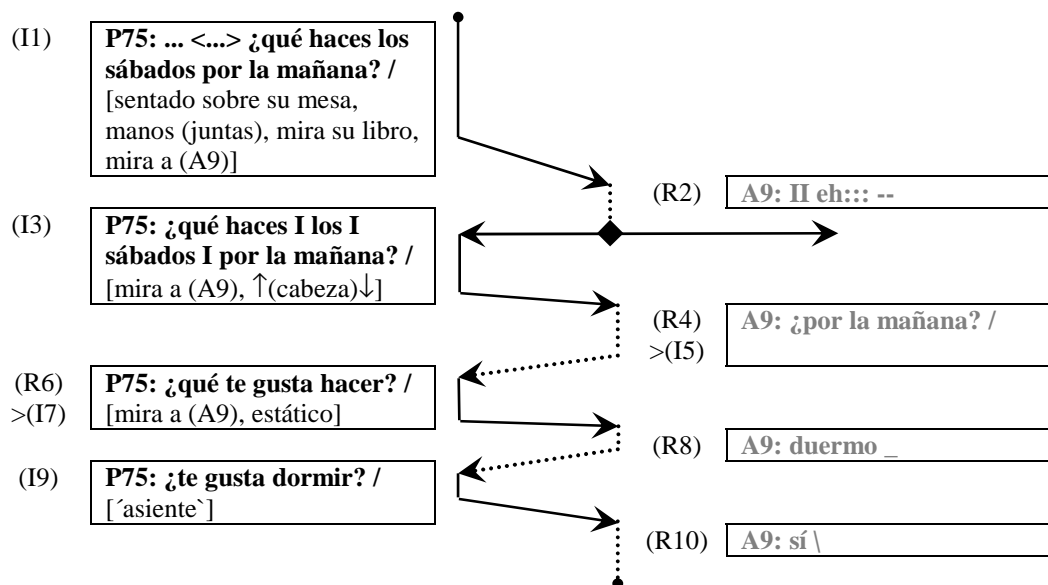 (I1)
P75: ... <...> ¿qué haces los
sábados por la mañana? /
[sentado sobre su mesa,
manos (juntas), mira su libro,
mira a (A9)]
(R2)
A9: II eh::: --
(I3)
P75: ¿qué haces I los I
sábados I por la mañana? /
[mira a (A9), ↑(cabeza)↓]
(R4)
>(I5)
A9: ¿por la mañana? /
(R6)
>(I7)
P75: ¿qué te gusta hacer? /
[mira a (A9), estático]
(R8)
A9: duermo _
(I9)
P75: ¿te gusta dormir? /
[´asiente`]
(R10)
A9: sí \